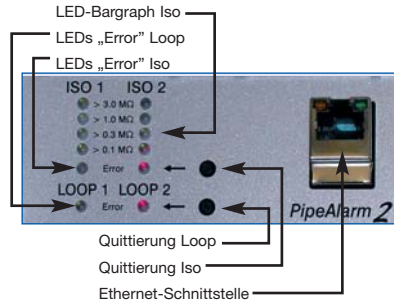 LED-Bargraph Iso
LEDs „Error” Loop
LEDs „Error” Iso
ISO 1 ISO 2
> 3.0 MΩ
> 1.0 MΩ
> 0.3 MΩ
> 0.1 MΩ
Error
LOOP 1 LOOP 2
Error
PipeAlarm 2
Quittierung Loop
Quittierung Iso
Ethernet-Schnittstelle